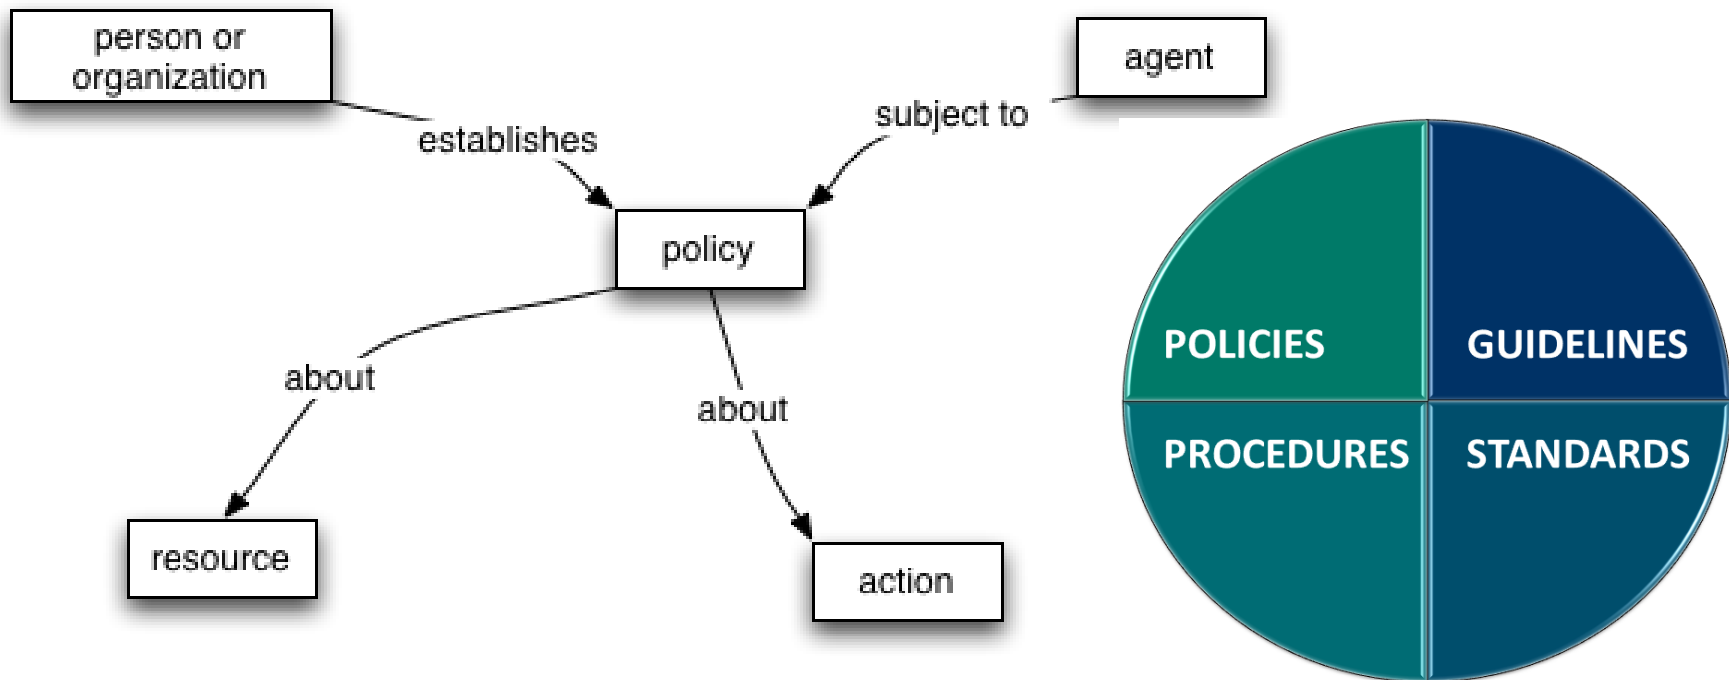 person or
organization
agent
subject to
establishes
policy
about
about
resource
action
POLICIES
GUIDELINES
PROCEDURES
STANDARDS